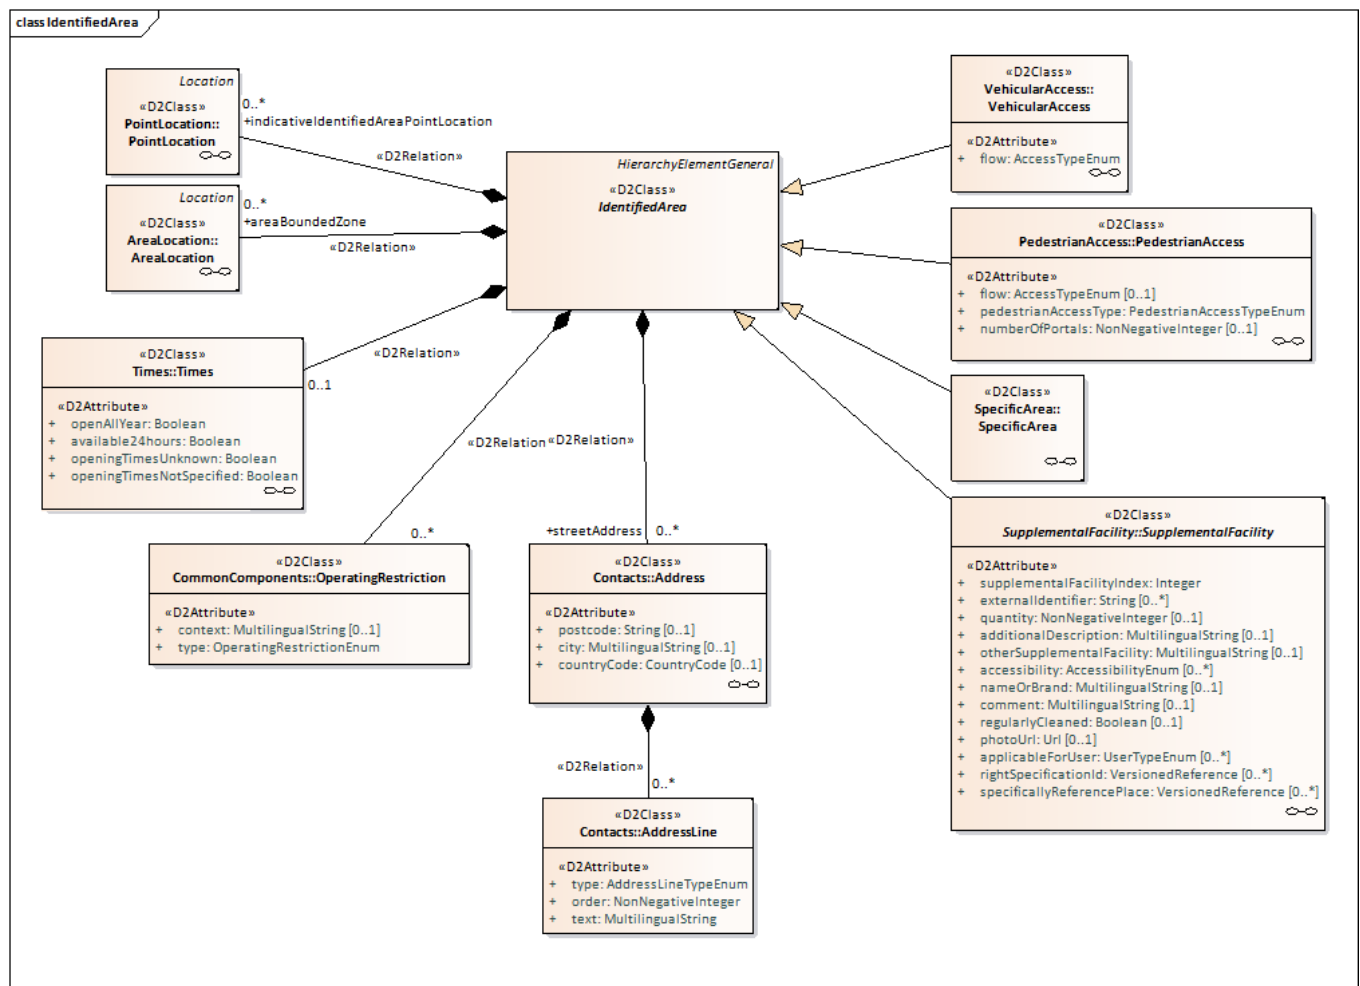 class IdentifiedArea
Location
«D2Class»
PointLocation::
PointLocation
0..*
+indicativeIdentifiedAreaPointLocation
«D2Relation»
Location
«D2Class»
AreaLocation::
AreaLocation
0..*
+areaBoundedZone
«D2Relation»
HierarchyElementGeneral
«D2Class»
IdentifiedArea
«D2Class»
VehicularAccess::
VehicularAccess
«D2Attribute»
+ flow: AccessTypeEnum
«D2Class»
PedestrianAccess::PedestrianAccess
«D2Attribute»
+ flow: AccessTypeEnum [0..1]
+ pedestrianAccessType: PedestrianAccessTypeEnum
+ numberOfPortals: NonNegativeInteger [0..1]
«D2Class»
SpecificArea::
SpecificArea
«D2Relation»
0..1
«D2Class»
Times::Times
«D2Attribute»
+ openAllYear: Boolean
+ available24hours: Boolean
+ openingTimesUnknown: Boolean
+ openingTimesNotSpecified: Boolean
«D2Relation
«D2Relation»
0..*
+streetAddress
0..*
«D2Class»
CommonComponents::OperatingRestriction
«D2Attribute»
+ context: MultilingualString [0..1]
+ type: OperatingRestrictionEnum
«D2Class»
Contacts::Address
«D2Attribute»
+ postcode: String [0..1]
+ city: MultilingualString [0..1]
+ countryCode: CountryCode [0..1]
«D2Relation»
0..*
«D2Class»
Contacts::AddressLine
«D2Attribute»
+ type: AddressLineTypeEnum
+ order: NonNegativeInteger
+ text: MultilingualString
«D2Class»
SupplementalFacility::SupplementalFacility
«D2Attribute»
+ supplementalFacilityIndex: Integer
+ externalIdentifier: String [0..*]
+ quantity: NonNegativeInteger [0..1]
+ additionalDescription: MultilingualString [0..1]
+ otherSupplementalFacility: MultilingualString [0..1]
+ accessibility: AccessibilityEnum [0..*]
+ nameOrBrand: MultilingualString [0..1]
+ comment: MultilingualString [0..1]
+ regularlyCleaned: Boolean [0..1]
+ photoUrl: Url [0..1]
+ applicableForUser: UserTypeEnum [0..*]
+ rightSpecificationId: VersionedReference [0..*]
+ specificallyReferencePlace: VersionedReference [0..*]